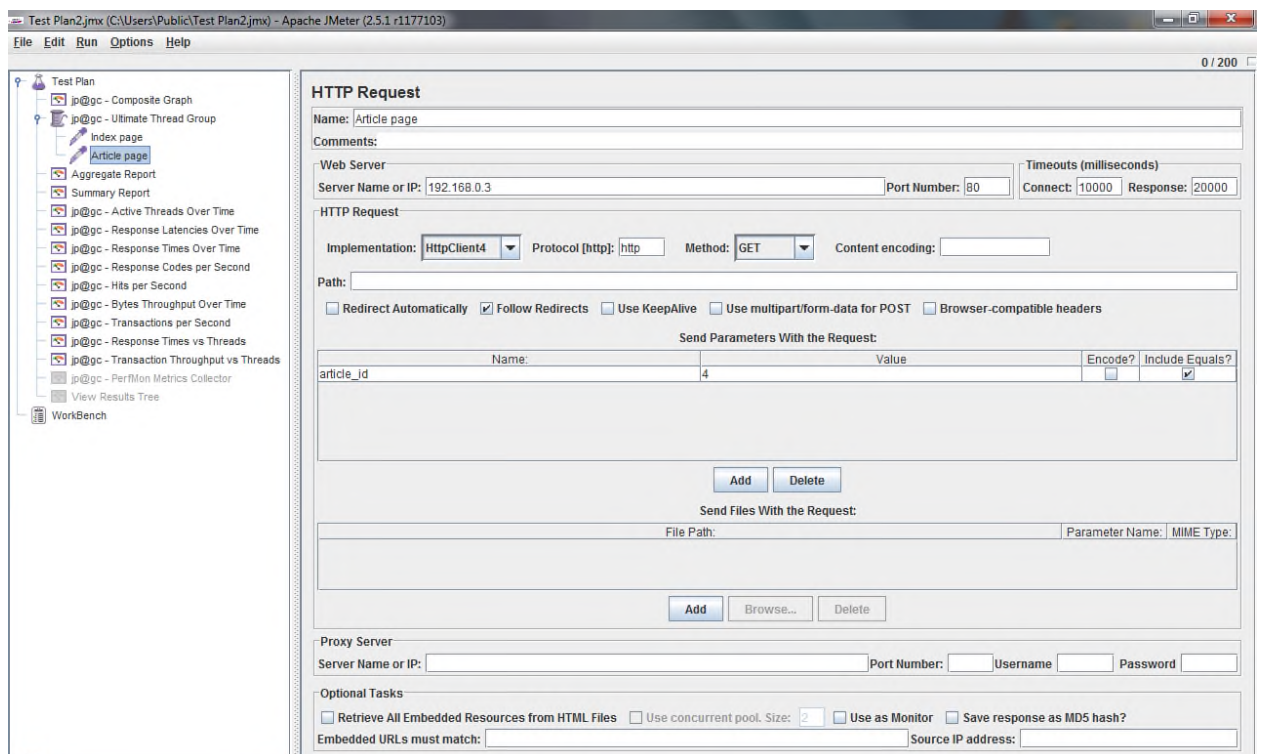 Test Plan2.jmx (C:\Users\Public\Test Plan2.jmx) - Apache JMeter (2.5.1 r1177103)
File Edit Run Options Help
0 / 200
Test Plan
jp@gc - Composite Graph
jp@gc - Ultimate Thread Group
Index page
Article page
Aggregate Report
Summary Report
jp@gc - Active Threads Over Time
jp@gc - Response Latencies Over Time
jp@gc - Response Times Over Time
jp@gc - Response Codes per Second
jp@gc - Hits per Second
jp@gc - Bytes Throughput Over Time
jp@gc - Transactions per Second
jp@gc - Response Times vs Threads
jp@gc - Transaction Throughput vs Threads
jp@gc - PerfMon Metrics Collector
View Results Tree
WorkBench
HTTP Request
Name: Article page
Comments:
Web Server
Server Name or IP: 192.168.0.3 Port Number: 80
Timeouts (milliseconds)
Connect: 10000 Response: 20000
HTTP Request
Implementation: HttpClient4 Protocol [http]: http Method: GET Content encoding:
Path:
Redirect Automatically Follow Redirects Use KeepAlive Use multipart/form-data for POST Browser-compatible headers
Send Parameters With the Request:
Name: Value Encode? Include Equals?
article_id 4
Add Delete
Send Files With the Request:
File Path: Parameter Name: MIME Type:
Add Browse... Delete
Proxy Server
Server Name or IP: Port Number: Username Password
Optional Tasks
Retrieve All Embedded Resources from HTML Files Use concurrent pool. Size: 2 Use as Monitor Save response as MD5 hash?
Embedded URLs must match: Source IP address: